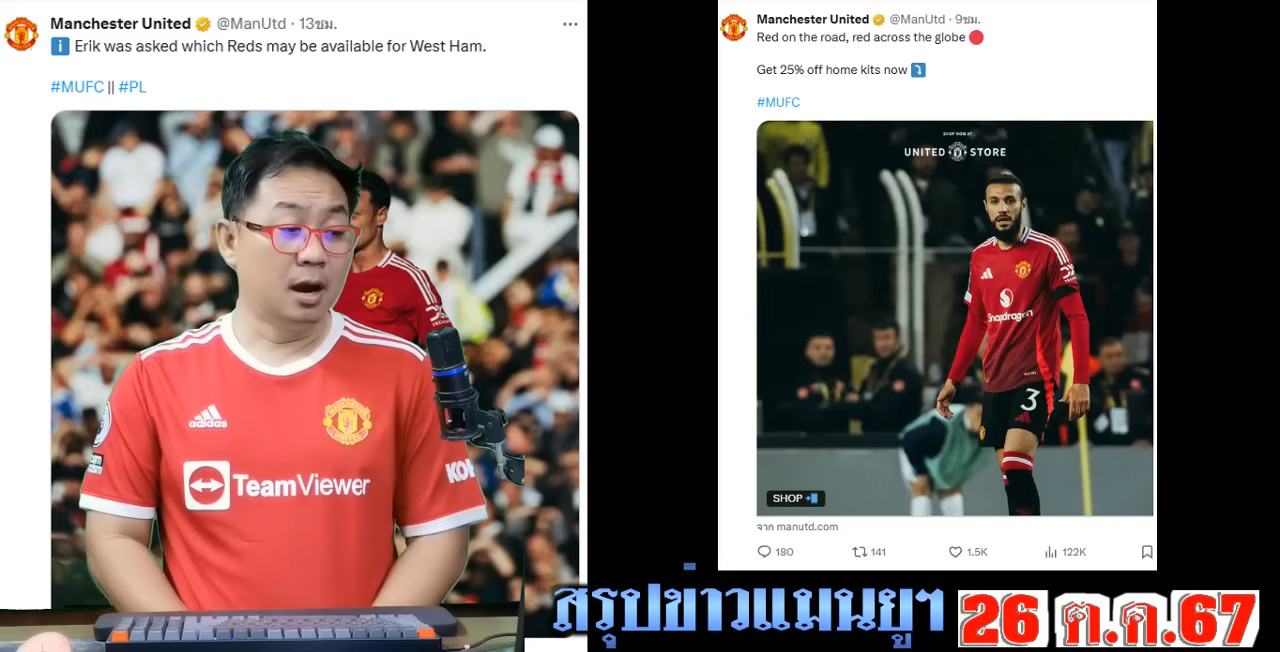 Manchester United @ManUtd · 13ชม.
Erik was asked which Reds may be available for West Ham.
#MUFC || #PL
adidas
TeamViewer
KOH
Manchester United @ManUtd · 9ชม.
Red on the road, red across the globe
Get 25% off home kits now
#MUFC
SHOP NOW AT
UNITED STORE
Snapdragon
3
SHOP
จาก manutd.com
180 141 1.5K 122K
สรุปข่าวแมนยูฯ 26 ต.ค.67